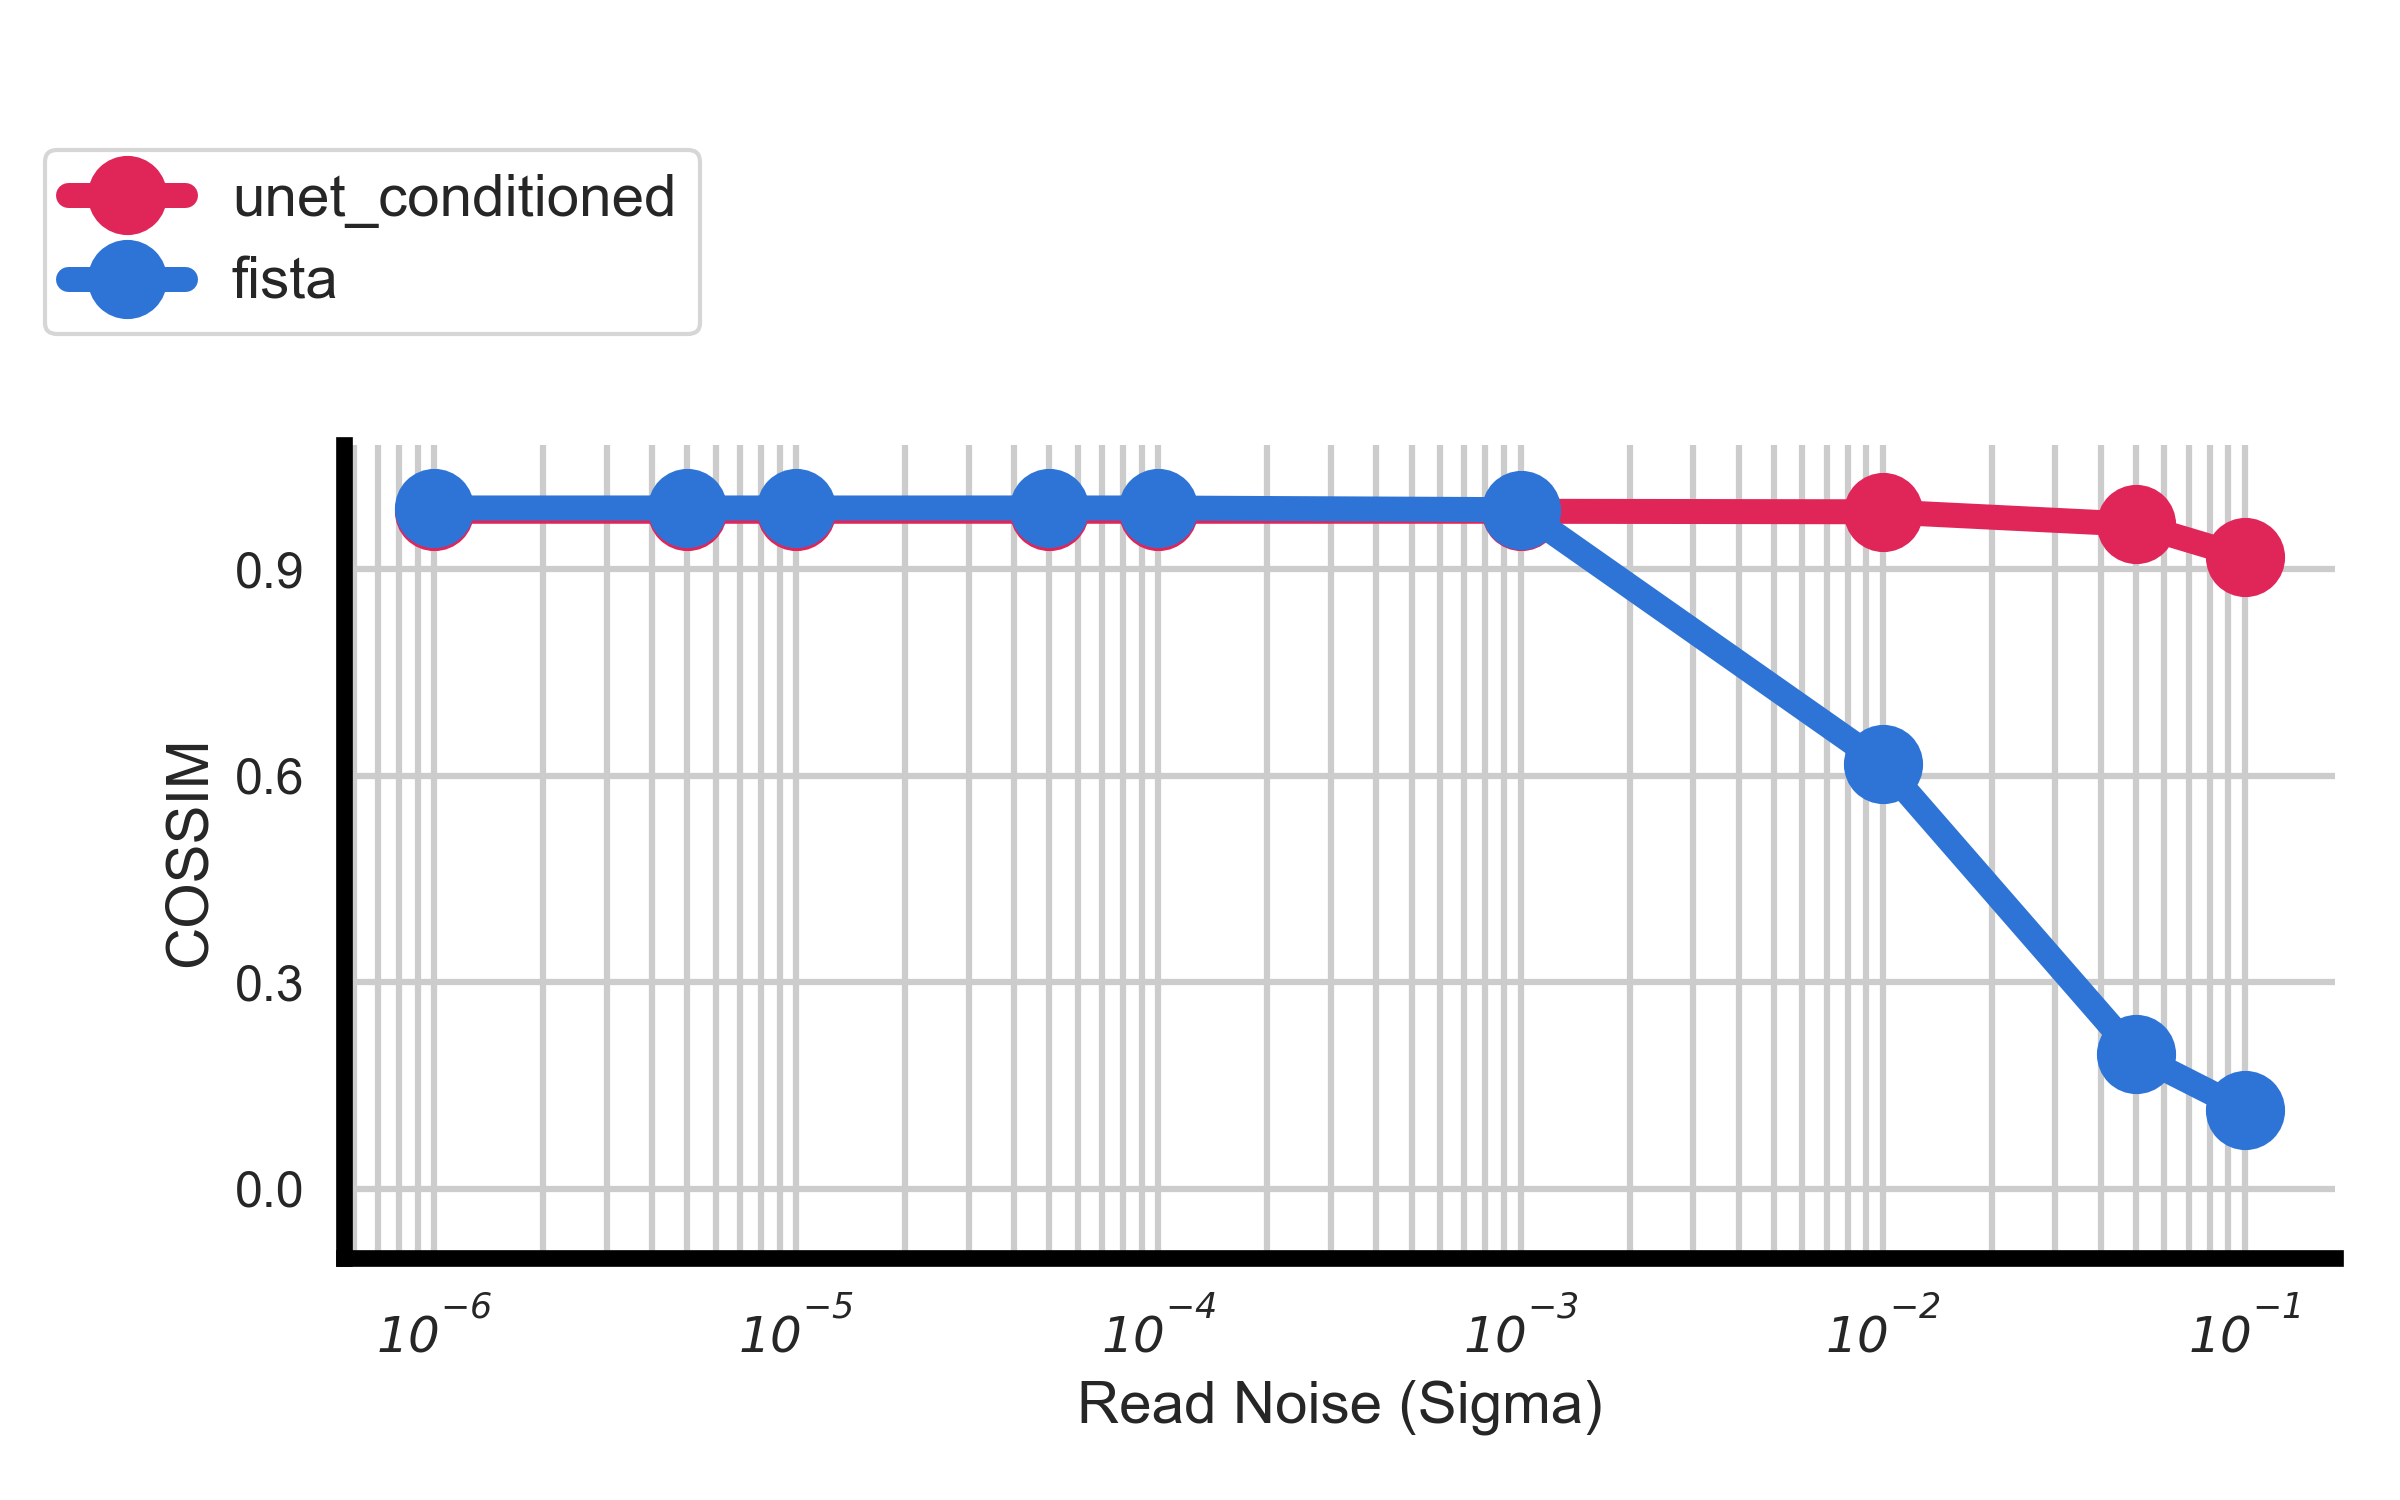 unet_conditioned
fista
COSSIM
0.9
0.6
0.3
0.0
10⁻⁶ 10⁻⁵ 10⁻⁴ 10⁻³ 10⁻² 10⁻¹
Read Noise (Sigma)